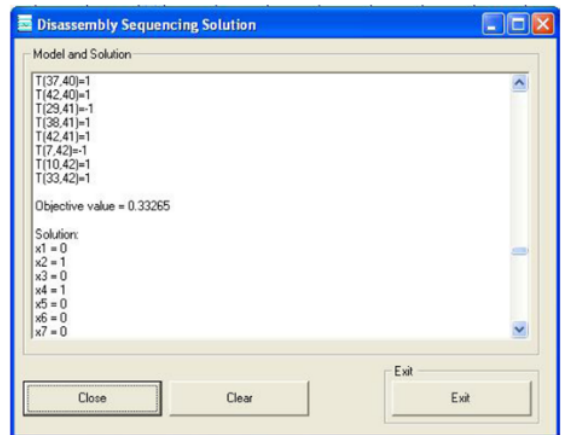 Disassembly Sequencing Solution
Model and Solution
T(37,40)=1
T(42,40)=1
T(29,41)=-1
T(38,41)=1
T(42,41)=1
T(7,42)=-1
T(10,42)=1
T(33,42)=1
Objective value = 0.33265
Solution:
x1 = 0
x2 = 1
x3 = 0
x4 = 1
x5 = 0
x6 = 0
x7 = 0
Exit
Close
Clear
Exit